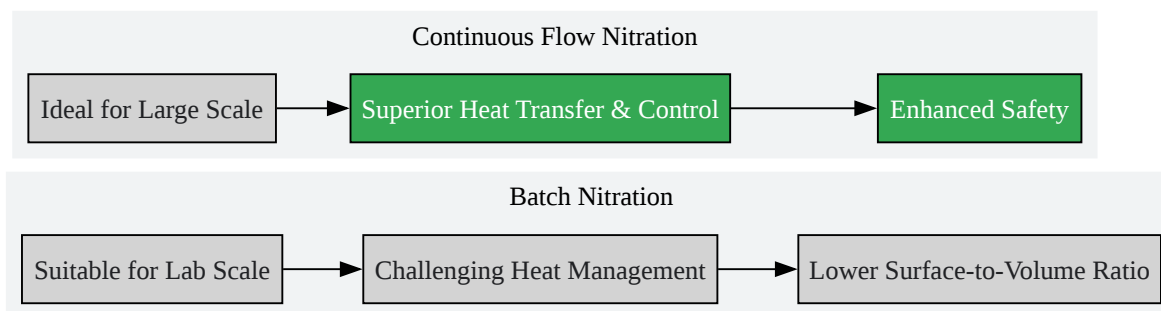 Continuous Flow Nitration
Ideal for Large Scale
Superior Heat Transfer & Control
Enhanced Safety
Batch Nitration
Suitable for Lab Scale
Challenging Heat Management
Lower Surface-to-Volume Ratio